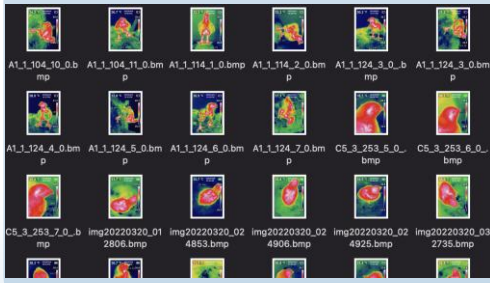 A1_1_104_10_0.b
mp
A1_1_104_11_0.bm
p
A1_1_114_1_0.bmp
A1_1_114_2_0.bm
p
A1_1_124_3_0_.b
mp
A1_1_124_3_0.bm
p
A1_1_124_4_0.bm
p
A1_1_124_5_0.bm
p
A1_1_124_6_0.bm
p
A1_1_124_7_0.bm
p
C5_3_253_5_0_.
bmp
C5_3_253_6_0_.
bmp
C5_3_253_7_0_.b
mp
img20220320_01
2806.bmp
img20220320_02
4853.bmp
img20220320_02
4906.bmp
img20220320_02
4925.bmp
img20220320_03
2735.bmp